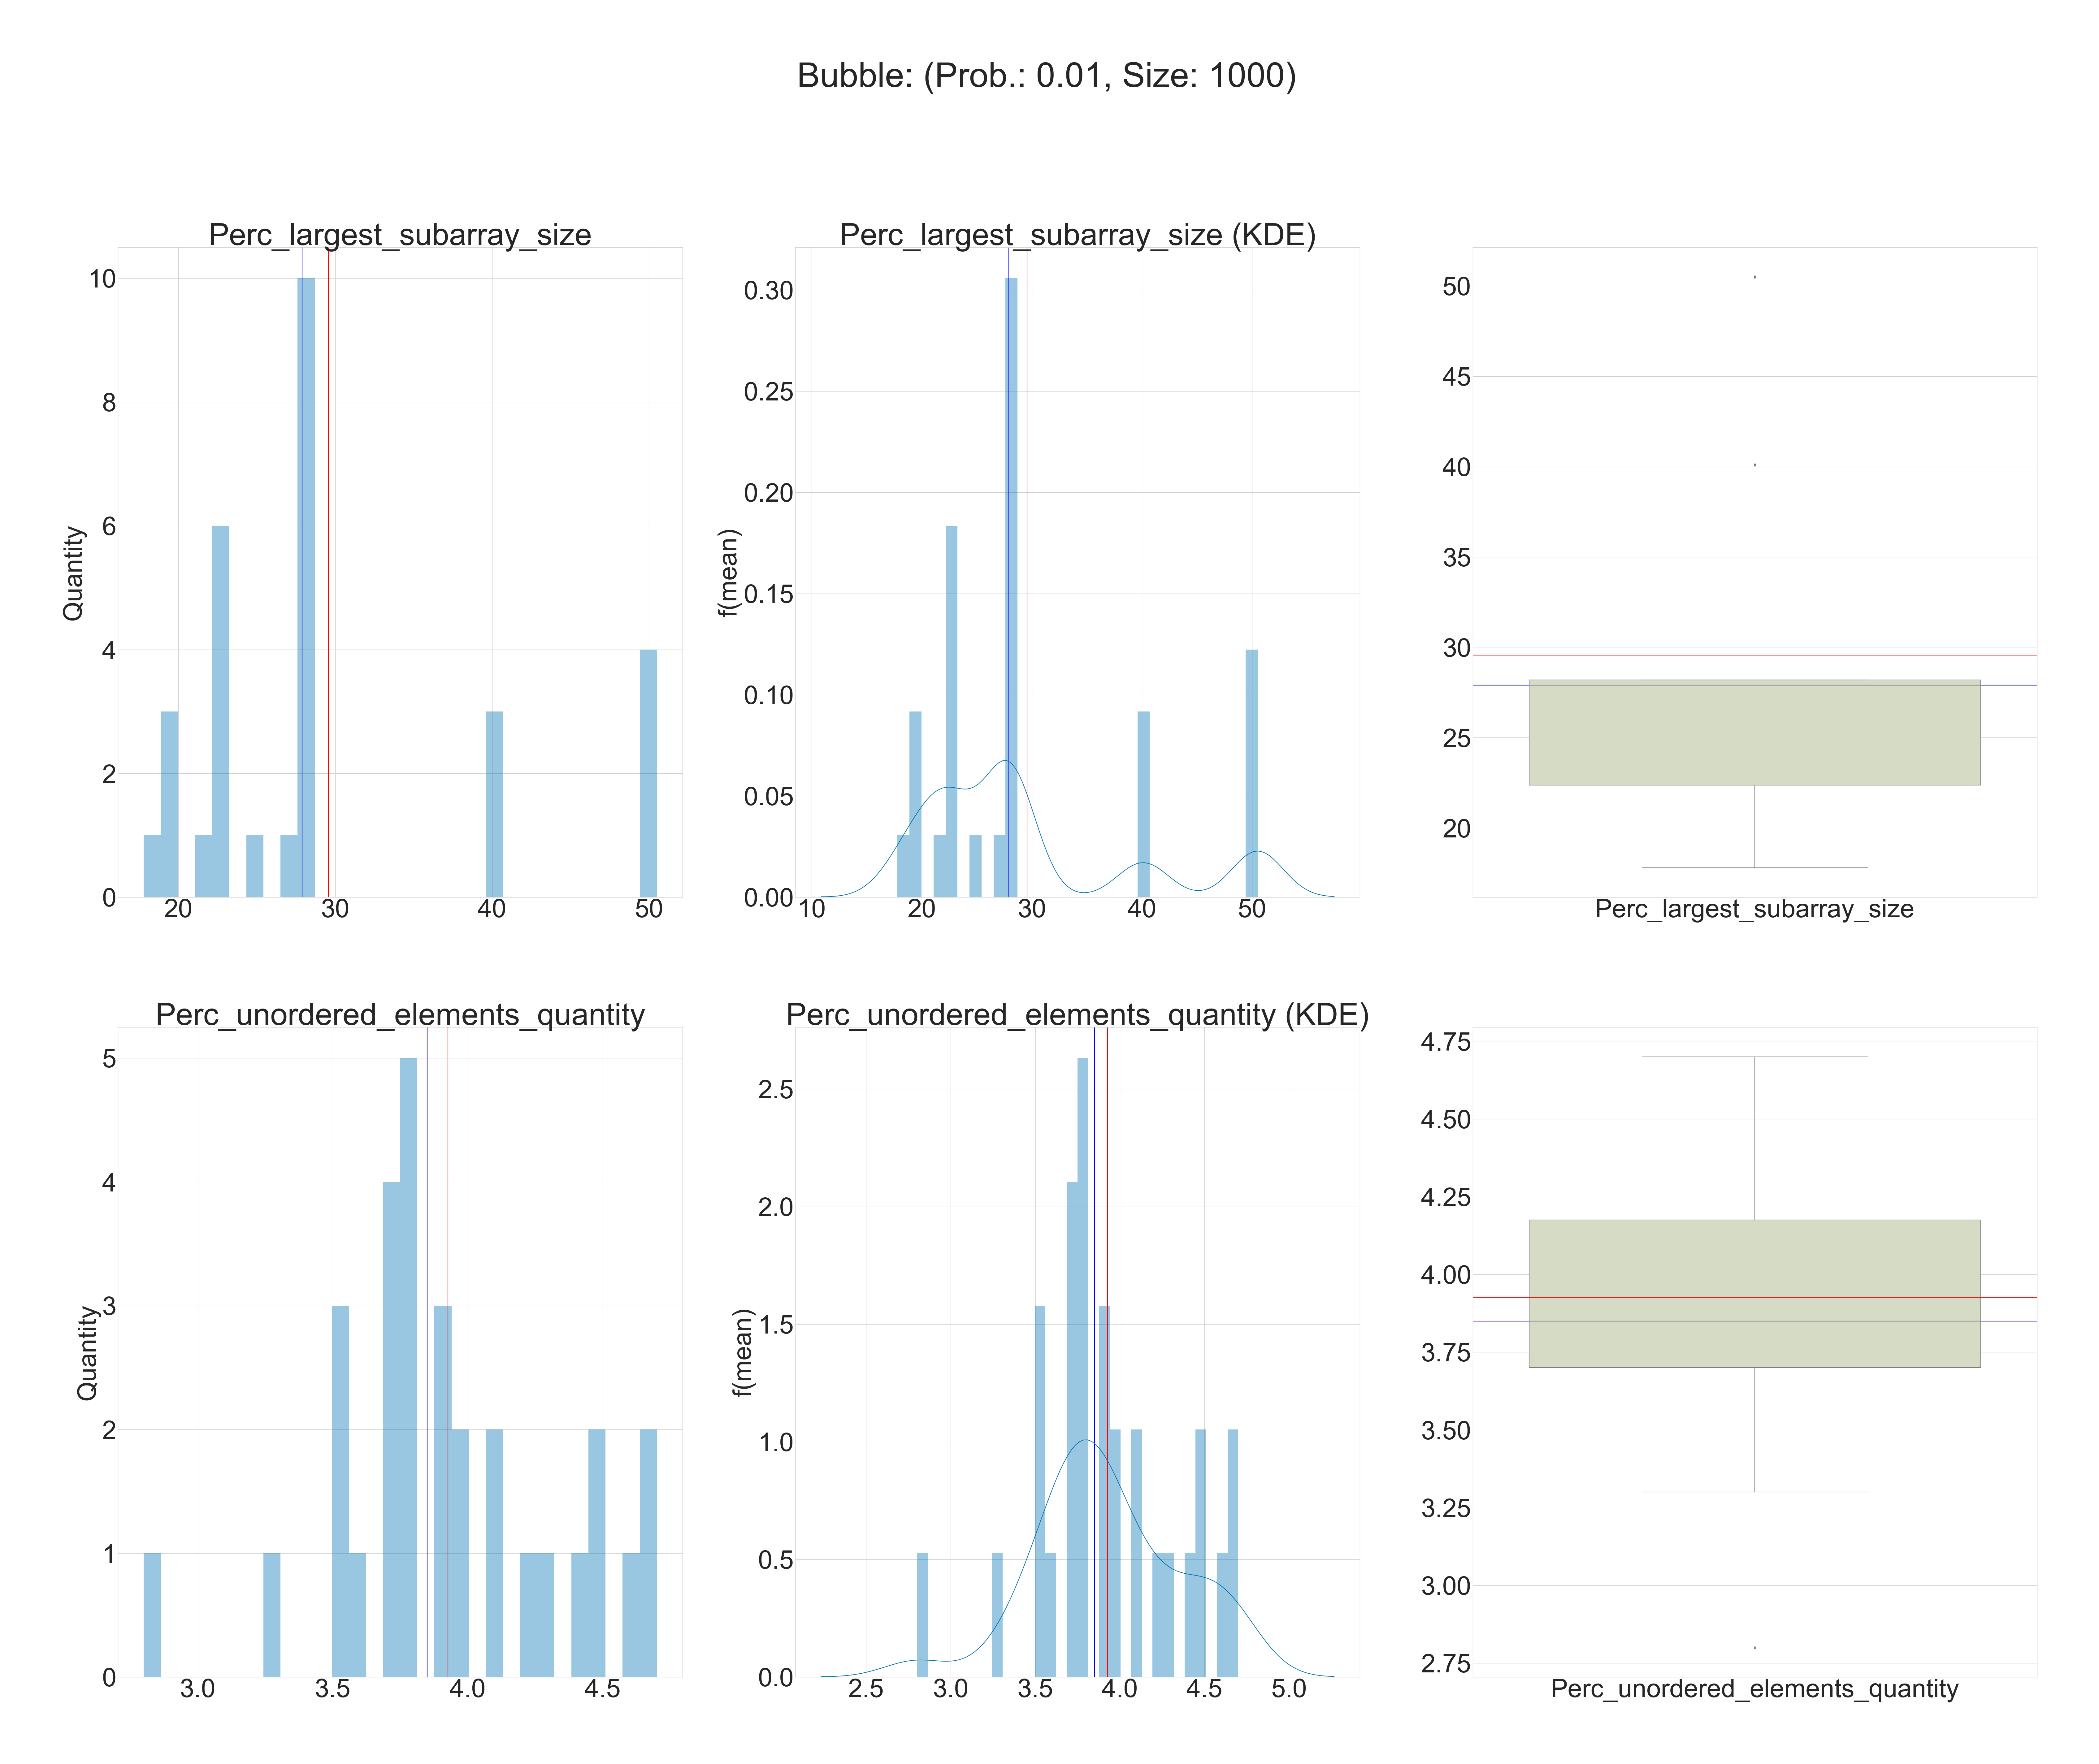 Bubble: (Prob.: 0.01, Size: 1000)
Perc_largest_subarray_size
Quantity
10
8
6
4
2
0
20 30 40 50
Perc_largest_subarray_size (KDE)
f(mean)
0.30
0.25
0.20
0.15
0.10
0.05
0.00
10 20 30 40 50
50
45
40
35
30
25
20
Perc_largest_subarray_size
Perc_unordered_elements_quantity
Quantity
5
4
3
2
1
0
3.0 3.5 4.0 4.5
Perc_unordered_elements_quantity (KDE)
f(mean)
2.5
2.0
1.5
1.0
0.5
0.0
2.5 3.0 3.5 4.0 4.5 5.0
4.75
4.50
4.25
4.00
3.75
3.50
3.25
3.00
2.75
Perc_unordered_elements_quantity